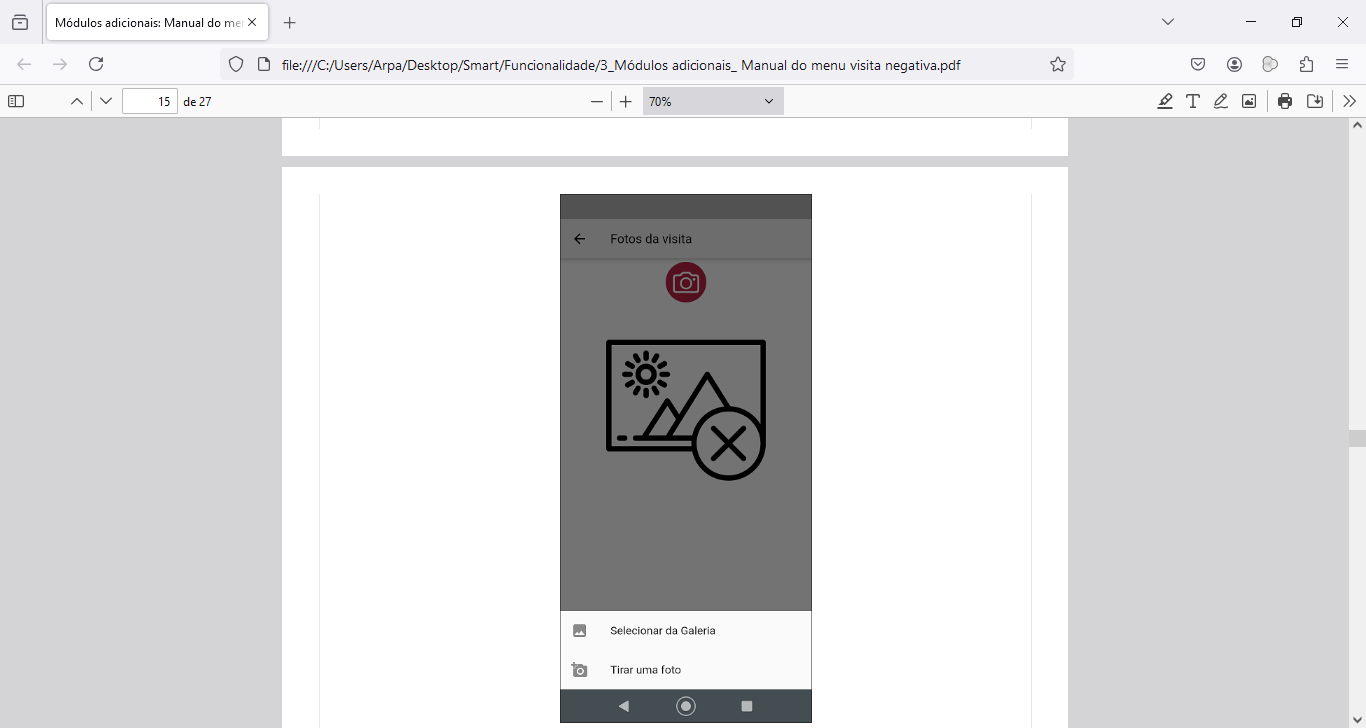 Módulos adicionais: Manual do me
file:///C:/Users/Arpa/Desktop/Smart/Funcionalidade/3_Módulos adicionais_ Manual do menu visita negativa.pdf
15 de 27
70%
Fotos da visita
Selecionar da Galeria
Tirar uma foto